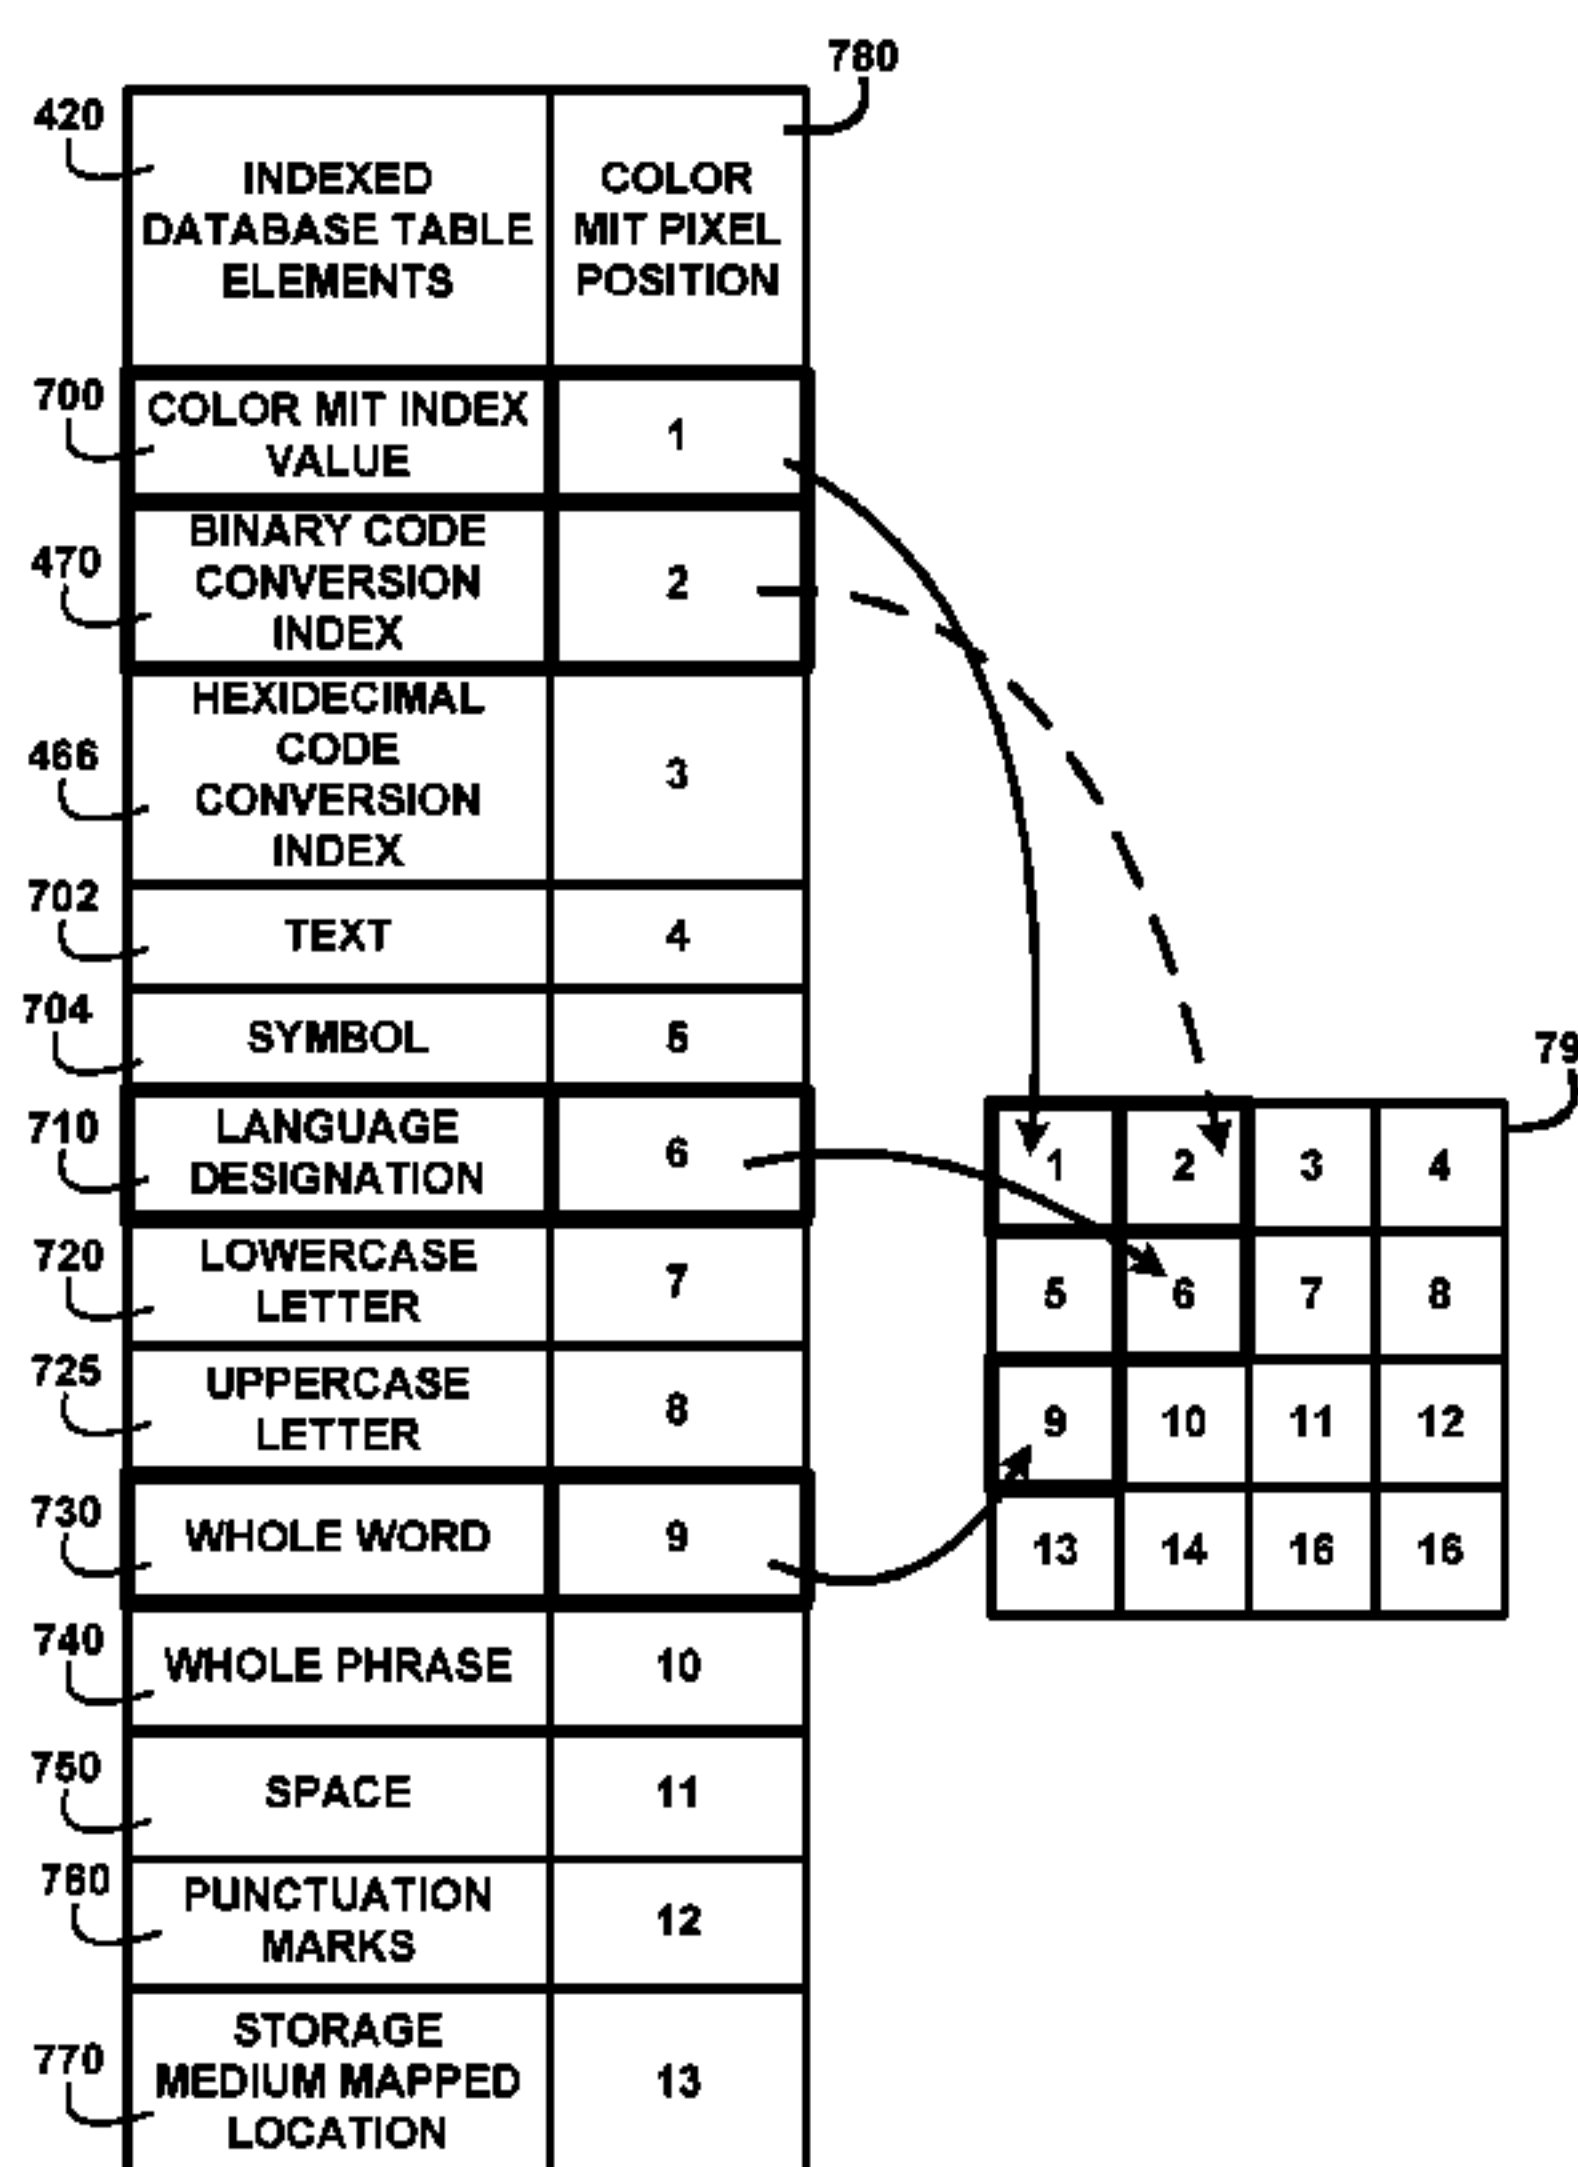 780
420
INDEXED
DATABASE TABLE
ELEMENTS
COLOR
MIT PIXEL
POSITION
700
COLOR MIT INDEX
VALUE
1
470
BINARY CODE
CONVERSION
INDEX
2
466
HEXIDECIMAL
CODE
CONVERSION
INDEX
3
702
TEXT
4
704
SYMBOL
5
710
LANGUAGE
DESIGNATION
6
720
LOWERCASE
LETTER
7
725
UPPERCASE
LETTER
8
730
WHOLE WORD
9
740
WHOLE PHRASE
10
750
SPACE
11
760
PUNCTUATION
MARKS
12
770
STORAGE
MEDIUM MAPPED
LOCATION
13
79
1 2 3 4
5 6 7 8
9 10 11 12
13 14 16 16